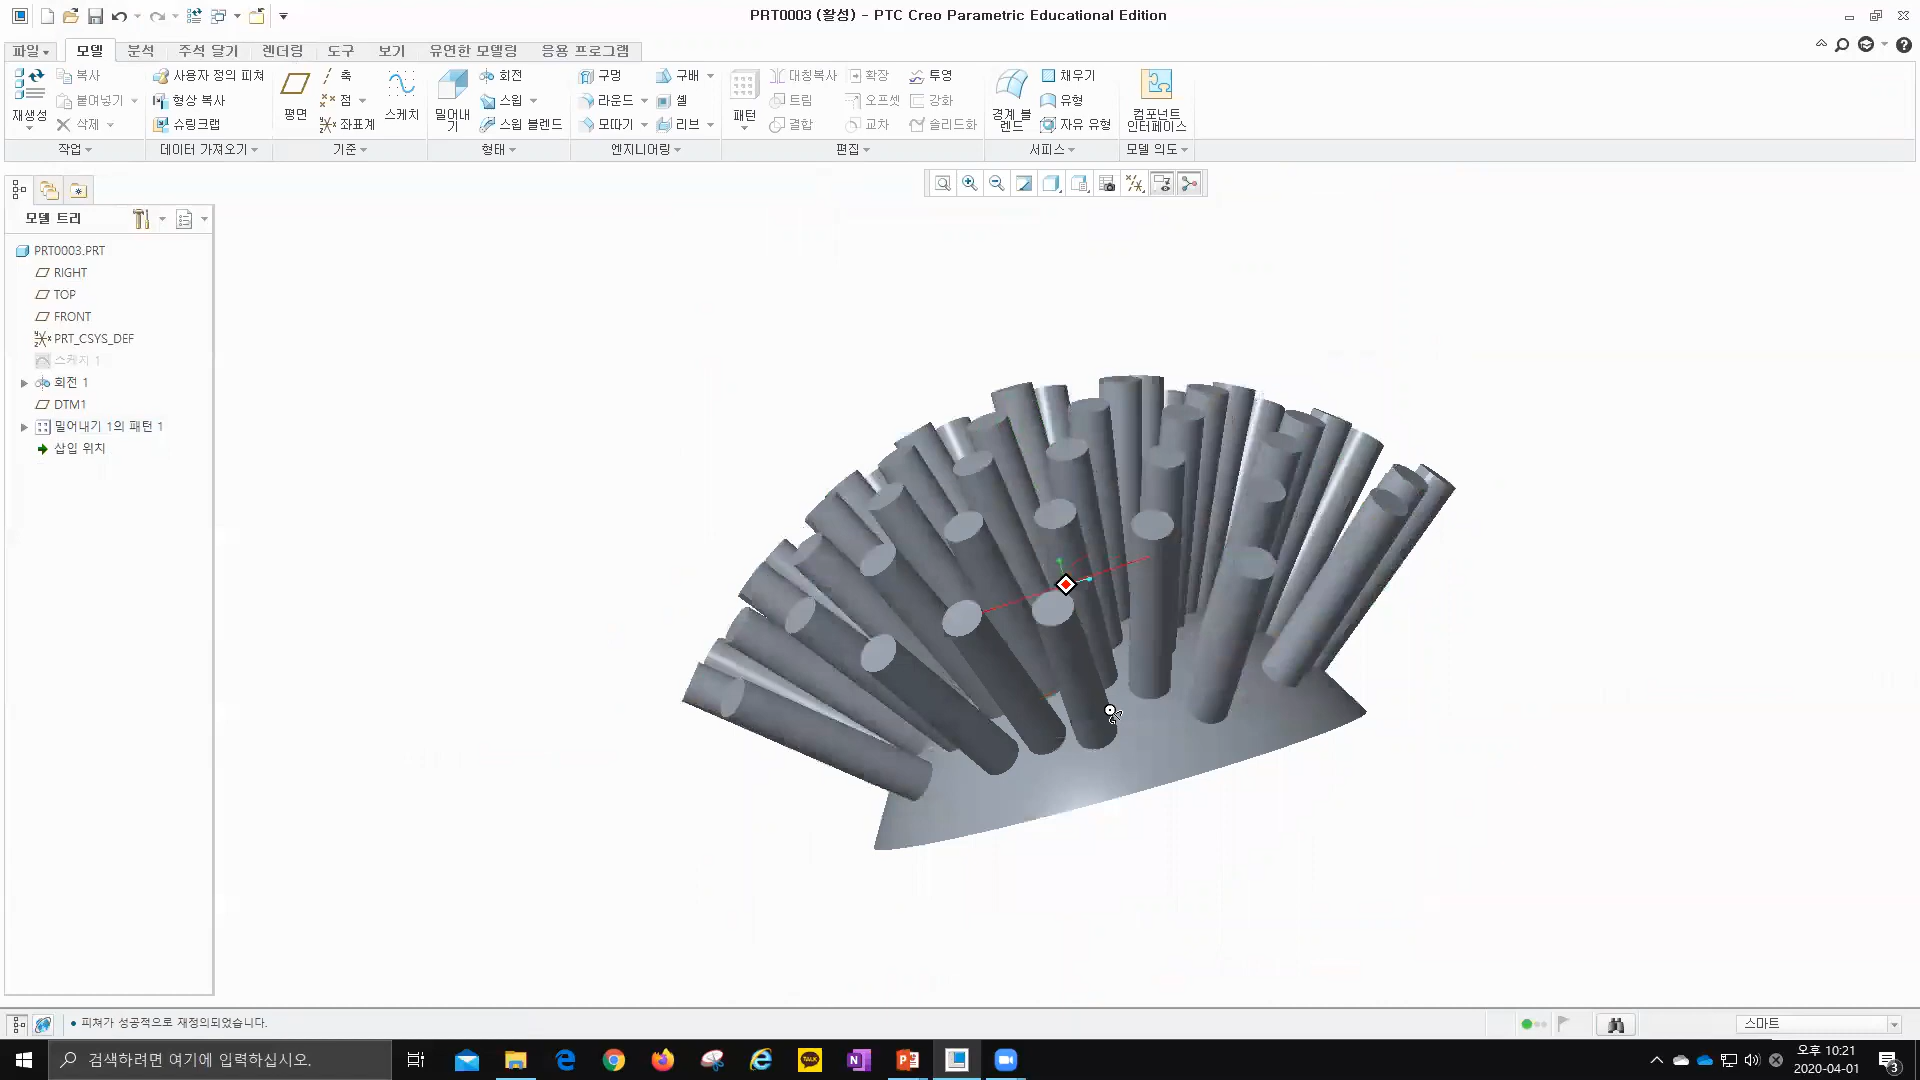 PRT0003 (활성) - PTC Creo Parametric Educational Edition
파일 모델 분석 주석 달기 렌더링 도구 보기 유연한 모델링 응용 프로그램
재생성
복사
붙여넣기
삭제
작업
사용자 정의 피쳐
형상 복사
슈링크랩
데이터 가져오기
평면
축
점
좌표계
스케치
기준
밀어내
기
회전
스윕
스윕 블렌드
형태
구멍
라운드
모따기
구배
셸
리브
엔지니어링
패턴
대칭복사
트림
결합
확장
오프셋
교차
투영
강화
솔리드화
편집
경계 블
렌드
채우기
유형
자유 유형
서피스
컴포넌트
인터페이스
모델 의도
모델 트리
PRT0003.PRT
RIGHT
TOP
FRONT
PRT_CSYS_DEF
스케치 1
회전 1
DTM1
밀어내기 1의 패턴 1
삽입 위치
피쳐가 성공적으로 재정의되었습니다.
스마트
검색하려면 여기에 입력하십시오.
TALK
오후 10:21
2020-04-01
3